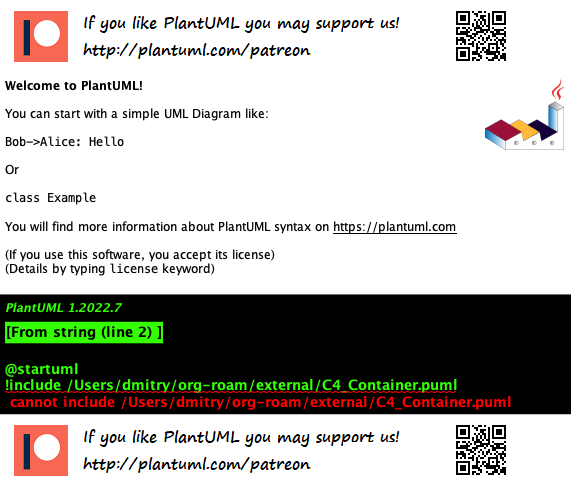 If you like PlantUML you may support us!
http://plantuml.com/patreon
Welcome to PlantUML!
You can start with a simple UML Diagram like:
Bob->Alice: Hello
Or
class Example
You will find more information about PlantUML syntax on https://plantuml.com
(If you use this software, you accept its license)
(Details by typing license keyword)
PlantUML 1.2022.7
[From string (line 2) ]
@startuml
!include /Users/dmitry/org-roam/external/C4_Container.puml
cannot include /Users/dmitry/org-roam/external/C4_Container.puml
If you like PlantUML you may support us!
http://plantuml.com/patreon